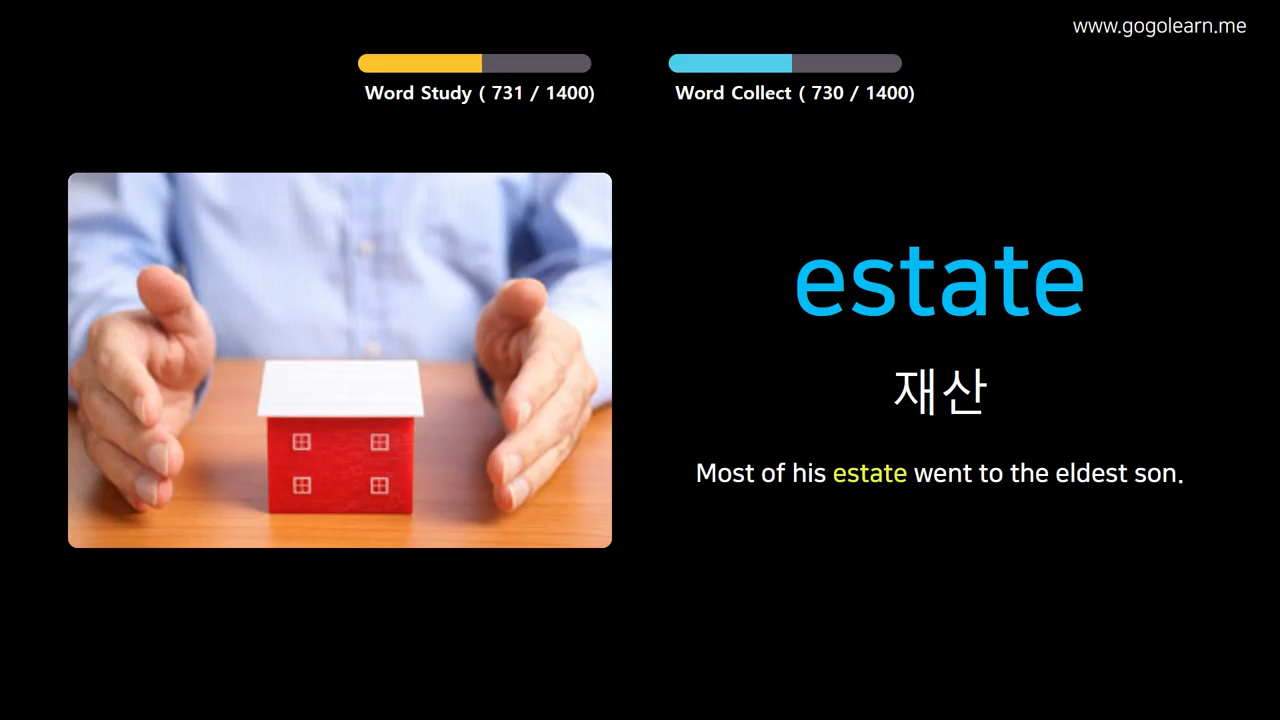 www.gogolearn.me
Word Study ( 731 / 1400)
Word Collect ( 730 / 1400)
estate
재산
Most of his estate went to the eldest son.